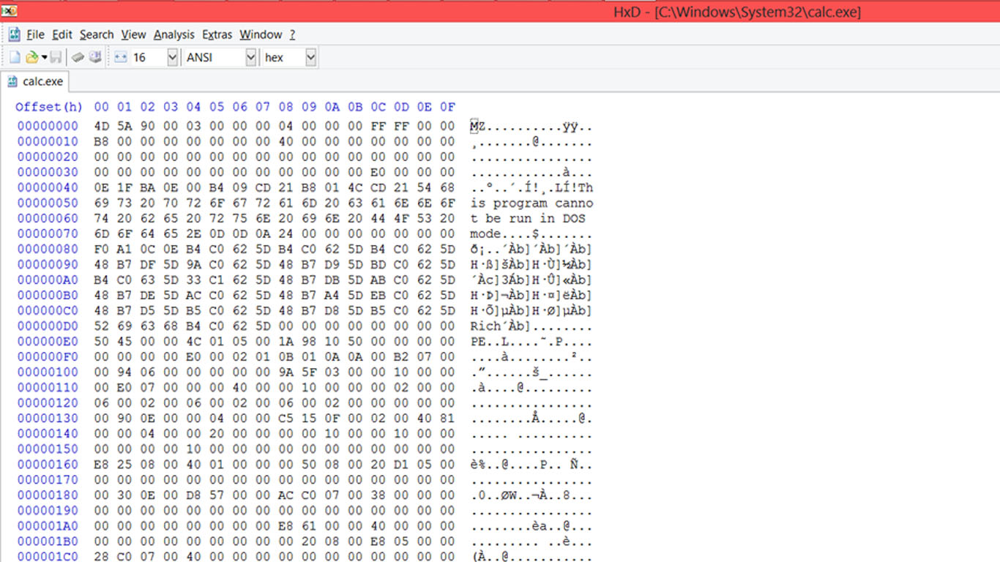 HxD - [C:\Windows\System32\calc.exe]
File Edit Search View Analysis Extras Window ?
16 ANSI hex
calc.exe
Offset(h) 00 01 02 03 04 05 06 07 08 09 0A 0B 0C 0D 0E 0F
00000000 4D 5A 90 00 03 00 00 00 04 00 00 00 FF FF 00 00 MZ..........ÿÿ..
00000010 B8 00 00 00 00 00 00 00 40 00 00 00 00 00 00 00 ¸.......@.......
00000020 00 00 00 00 00 00 00 00 00 00 00 00 00 00 00 00 ................
00000030 00 00 00 00 00 00 00 00 00 00 00 00 E0 00 00 00 ............à...
00000040 0E 1F BA 0E 00 B4 09 CD 21 B8 01 4C CD 21 54 68 ..º..´.Í!¸.LÍ!Th
00000050 69 73 20 70 72 6F 67 72 61 6D 20 63 61 6E 6E 6F is program canno
00000060 74 20 62 65 20 72 75 6E 20 69 6E 20 44 4F 53 20 t be run in DOS
00000070 6D 6F 64 65 2E 0D 0D 0A 24 00 00 00 00 00 00 00 mode....$.......
00000080 F0 A1 0C 0E B4 C0 62 5D B4 C0 62 5D B4 C0 62 5D ð¡..´Àb]´Àb]´Àb]
00000090 48 B7 DF 5D 9A C0 62 5D 48 B7 D9 5D BD C0 62 5D H·ß]šÀb]H·Ù]½Àb]
000000A0 B4 C0 63 5D 33 C1 62 5D 48 B7 DB 5D AB C0 62 5D ´Àc]3Áb]H·Û]«Àb]
000000B0 48 B7 DE 5D AC C0 62 5D 48 B7 A4 5D EB C0 62 5D H·Þ]¬Àb]H·¤]ëÀb]
000000C0 48 B7 D5 5D B5 C0 62 5D 48 B7 D8 5D B5 C0 62 5D H·Õ]µÀb]H·Ø]µÀb]
000000D0 52 69 63 68 B4 C0 62 5D 00 00 00 00 00 00 00 00 Rich´Àb]........
000000E0 50 45 00 00 4C 01 05 00 1A 98 10 50 00 00 00 00 PE..L....˜.P....
000000F0 00 00 00 00 E0 00 02 01 0B 01 0A 0A 00 B2 07 00 ....à........²..
00000100 00 94 06 00 00 00 00 00 9A 5F 03 00 00 10 00 00 .”......š_......
00000110 00 E0 07 00 00 00 40 00 00 10 00 00 00 02 00 00 .à....@.........
00000120 06 00 02 00 06 00 02 00 06 00 02 00 00 00 00 00 ................
00000130 00 90 0E 00 00 04 00 00 C5 15 0F 00 02 00 40 81 ........Å.....@.
00000140 00 00 04 00 00 20 00 00 00 00 10 00 00 10 00 00 ..... ..........
00000150 00 00 00 00 10 00 00 00 00 00 00 00 00 00 00 00 ................
00000160 E8 25 08 00 40 01 00 00 00 50 08 00 20 D1 05 00 è%..@....P.. Ñ..
00000170 00 00 00 00 00 00 00 00 00 00 00 00 00 00 00 00 ................
00000180 00 30 0E 00 D8 57 00 00 AC C0 07 00 38 00 00 00 .0..ØW..¬À..8...
00000190 00 00 00 00 00 00 00 00 00 00 00 00 00 00 00 00 ................
000001A0 00 00 00 00 00 00 00 00 E8 61 00 00 40 00 00 00 ........èa..@...
000001B0 00 00 00 00 00 00 00 00 00 20 08 00 E8 05 00 00 ......... ..è...
000001C0 28 C0 07 00 40 00 00 00 00 00 00 00 00 00 00 00 (À..@...........